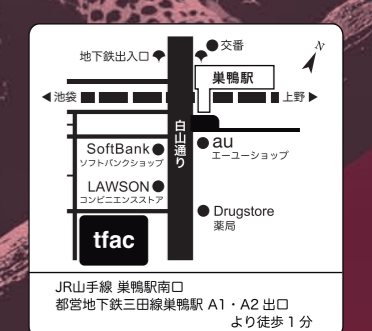 地下鉄出入口
交番
N
巣鴨駅
◀ 池袋
上野 ▶
白山通り
SoftBank
ソフトバンクショップ
au
エーユーショップ
LAWSON
コンビニエンスストア
Drugstore
薬局
tfac
JR山手線 巣鴨駅南口
都営地下鉄三田線巣鴨駅 A1・A2 出口
より徒歩 1 分